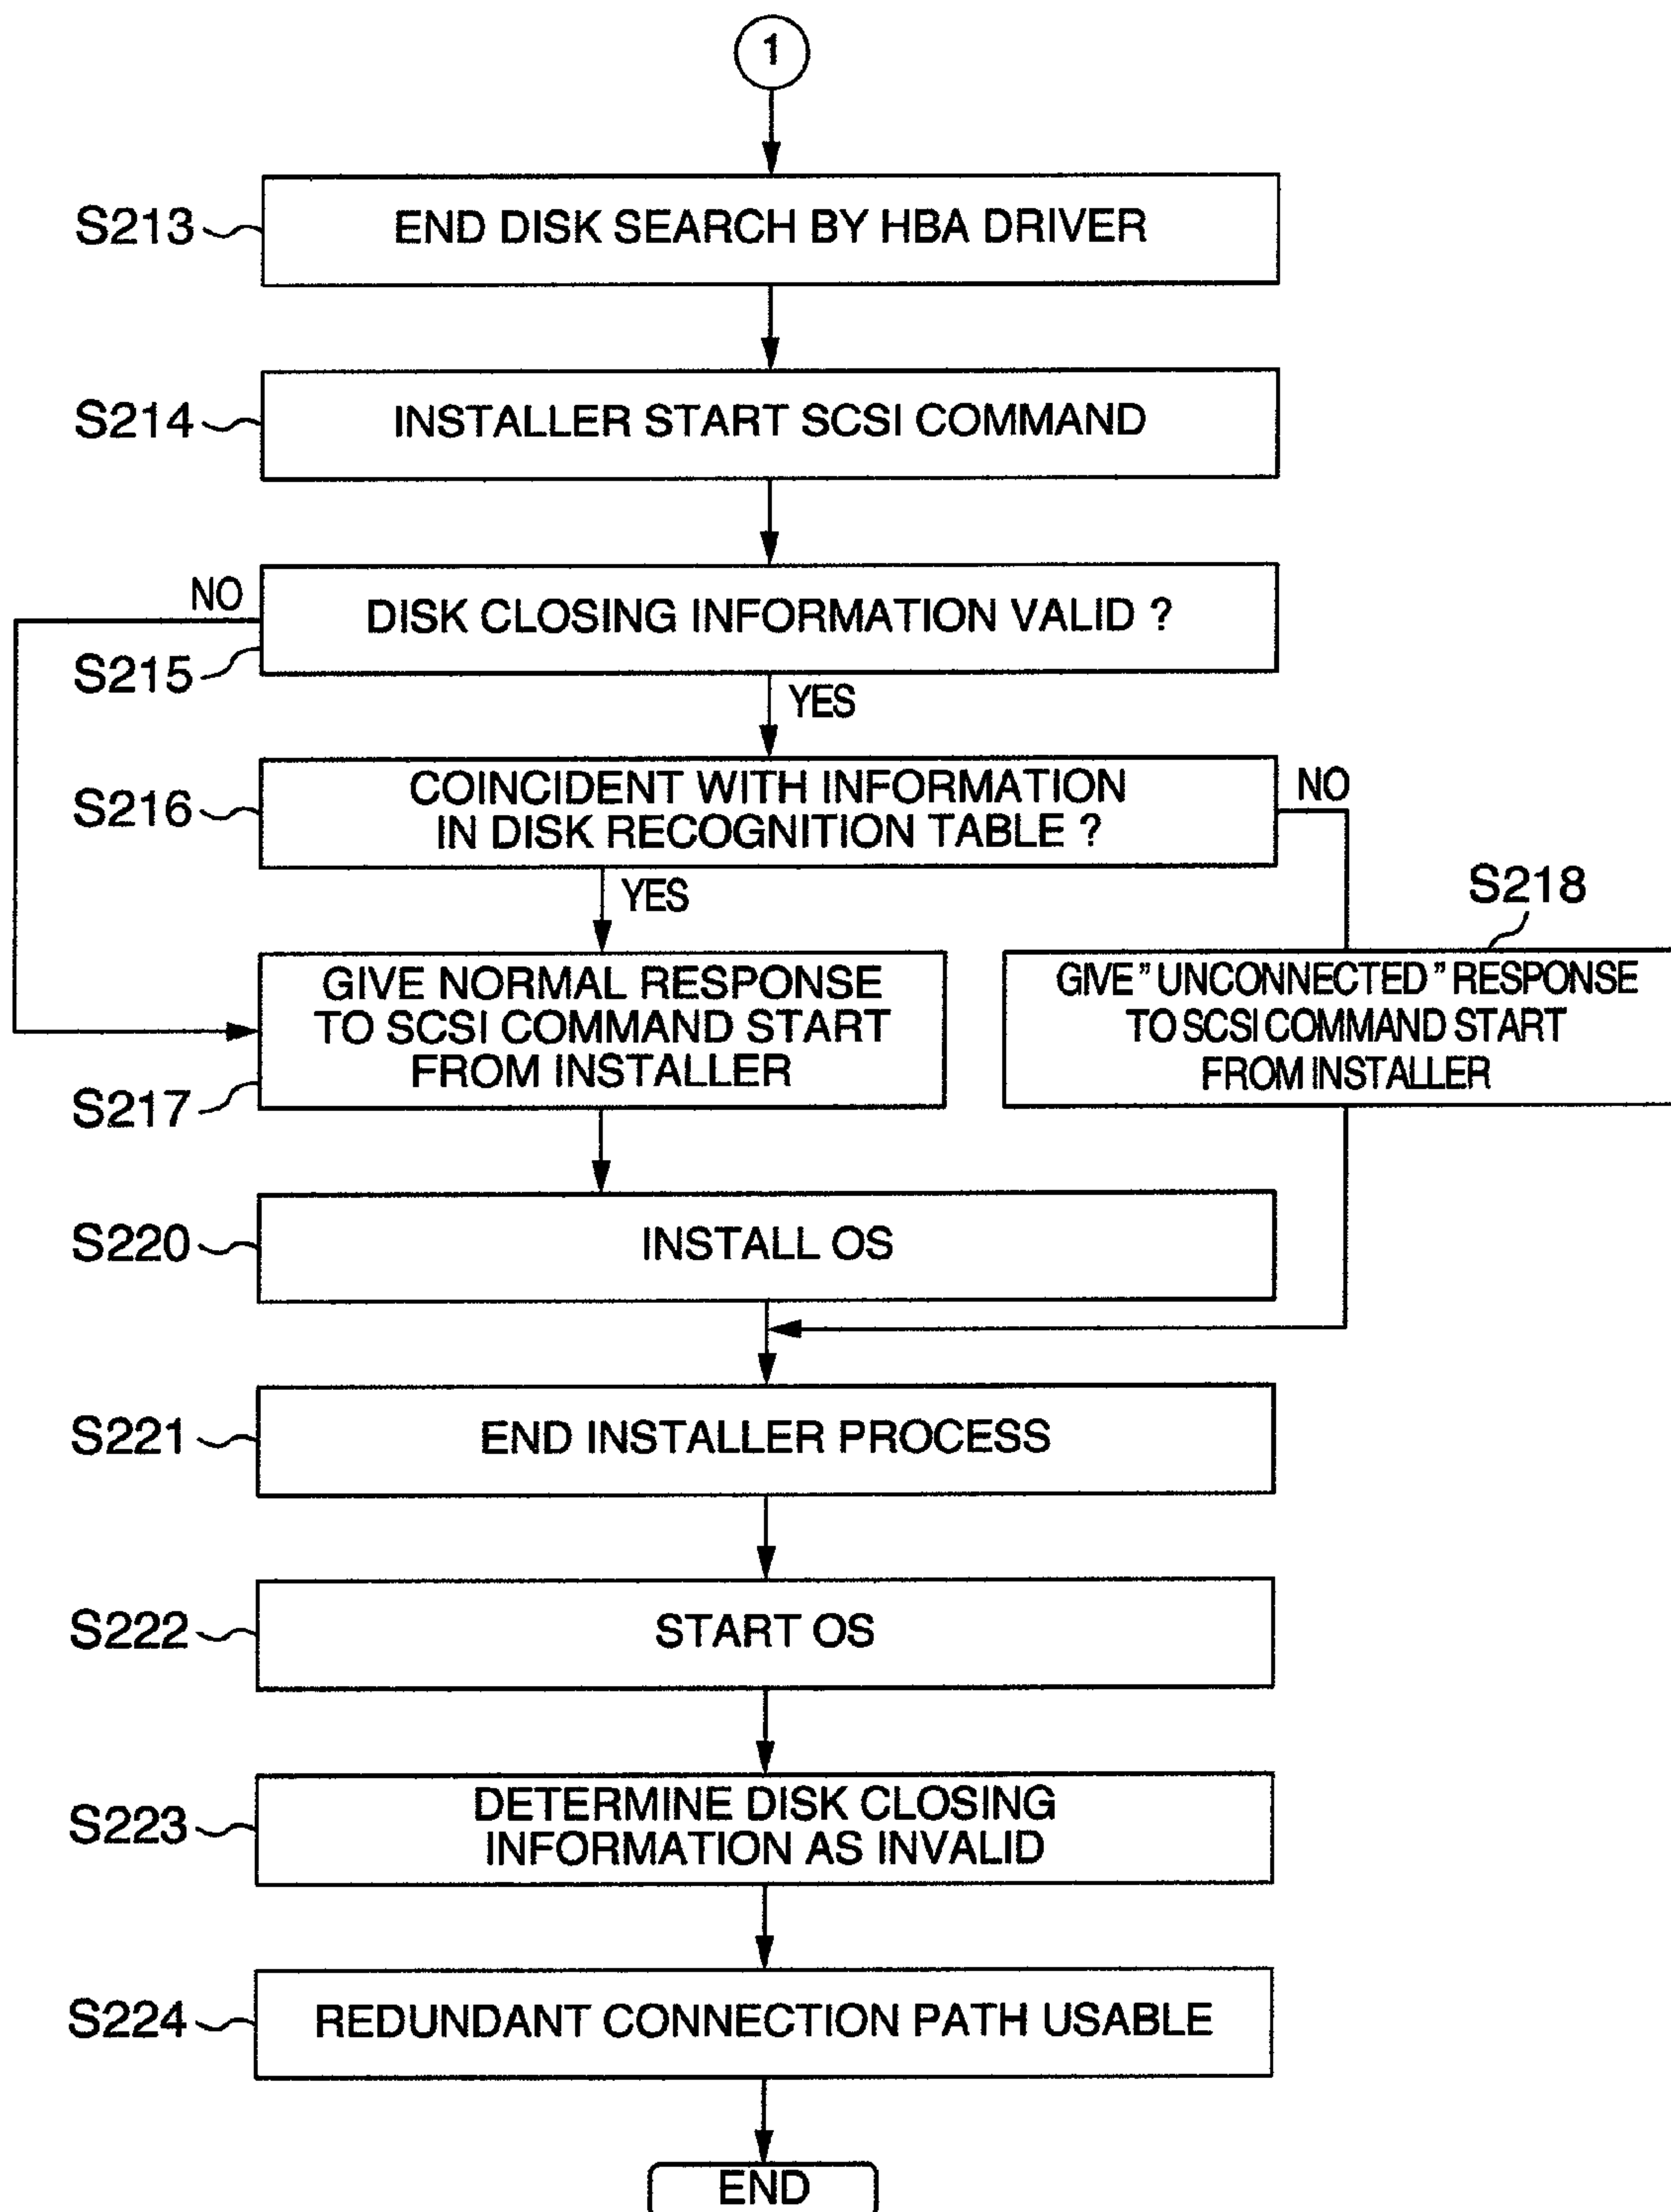 1
S213
END DISK SEARCH BY HBA DRIVER
S214
INSTALLER START SCSI COMMAND
NO
S215
DISK CLOSING INFORMATION VALID ?
YES
S216
COINCIDENT WITH INFORMATION
IN DISK RECOGNITION TABLE ?
NO
YES
S218
GIVE NORMAL RESPONSE
TO SCSI COMMAND START
FROM INSTALLER
S217
GIVE " UNCONNECTED " RESPONSE
TO SCSI COMMAND START
FROM INSTALLER
S220
INSTALL OS
S221
END INSTALLER PROCESS
S222
START OS
S223
DETERMINE DISK CLOSING
INFORMATION AS INVALID
S224
REDUNDANT CONNECTION PATH USABLE
END